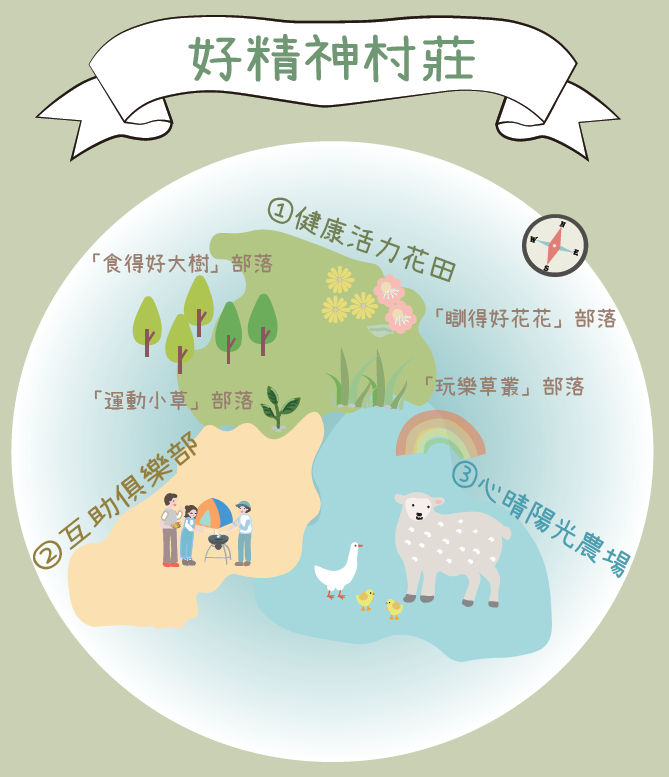 好精神村莊
①健康活力花田
「食得好大樹」部落
「瞓得好花花」部落
「玩樂草叢」部落
「運動小草」部落
②互助俱樂部
③心晴陽光農場
N
W
E
S